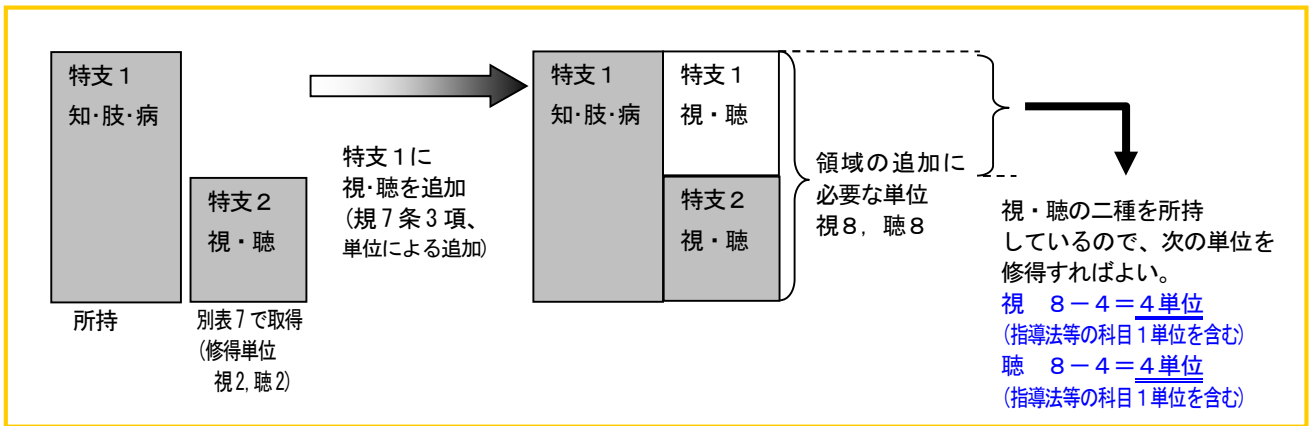 特支１
知・肢・病
所持
特支２
視・聴
別表７で取得
（修得単位
視２，聴２）
特支１に
視・聴を追加
（規７条３項、
単位による追加）
特支１
知・肢・病
特支１
視・聴
特支２
視・聴
領域の追加に
必要な単位
視８，聴８
視・聴の二種を所持
しているので、次の単位を
修得すればよい。
視　８－４＝４単位
（指導法等の科目１単位を含む）
聴　８－４＝４単位
（指導法等の科目１単位を含む）